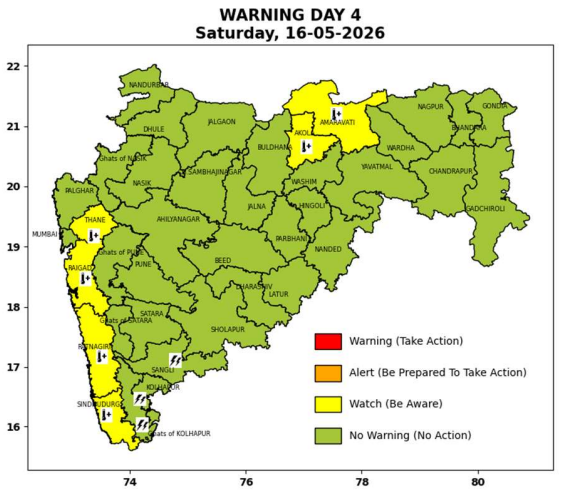 WARNING DAY 4
Saturday, 16-05-2026
22
21
20
19
18
17
16
74
76
78
80
NANDURBAR
DHULE
JALGAON
AMARAVATI
NAGPUR
GONDIA
BHANDARA
Ghats of NASIK
BULDHANA
WARDHA
YAVATMAL
CHANDRAPUR
PALGHAR
NASIK
WASHIM
JALNA
HINGOLI
GADCHIROLI
THANE
AHILYANAGAR
MUMBAI
PARBHANI
NANDED
Ghats of PUNE
PUNE
BEED
RAIGAD
DHARASHIV
LATUR
SATARA
Ghats of SATARA
SHOLAPUR
SANGLI
KOLHAPUR
Ghats of KOLHAPUR
Warning (Take Action)
Alert (Be Prepared To Take Action)
Watch (Be Aware)
No Warning (No Action)